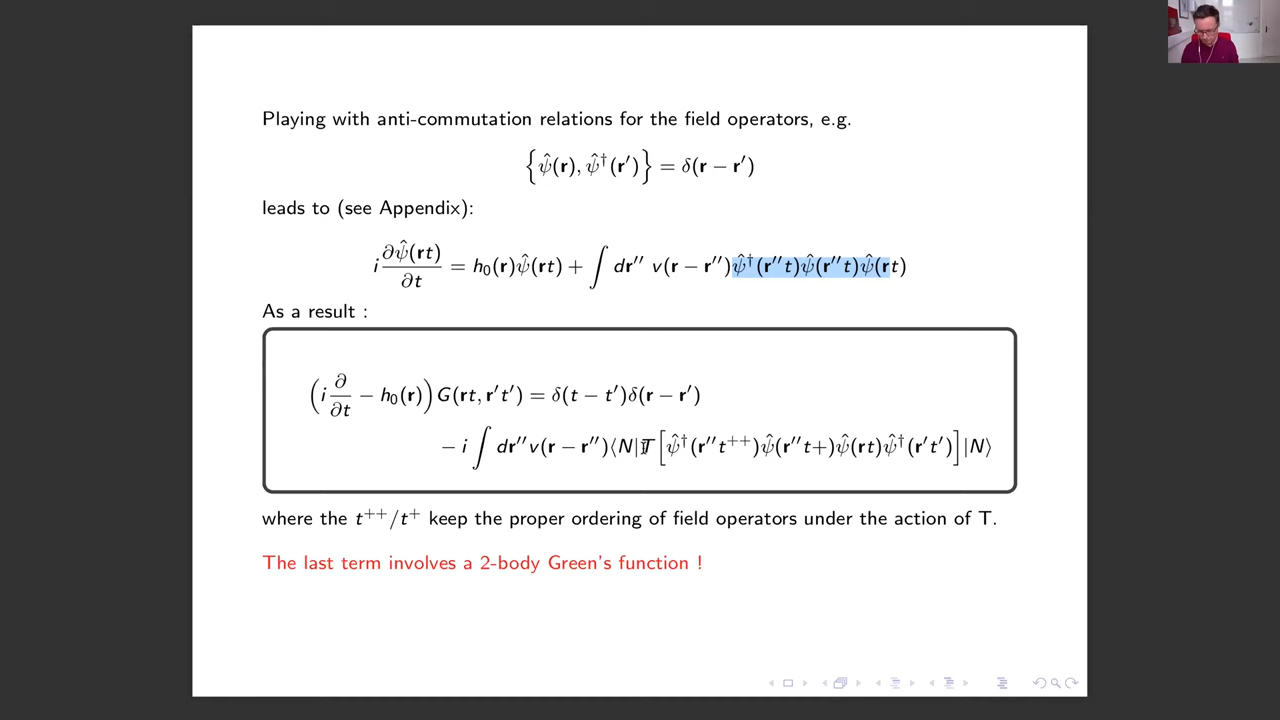 Playing with anti-commutation relations for the field operators, e.g.
{ψ̂(r), ψ̂†(r′)} = δ(r − r′)
leads to (see Appendix):
i ∂ψ̂(rt)/∂t = h₀(r)ψ̂(rt) + ∫ dr″ v(r − r″)ψ̂†(r″t)ψ̂(r″t)ψ̂(rt)
As a result :
(i ∂/∂t − h₀(r)) G(rt, r′t′) = δ(t − t′)δ(r − r′)
− i ∫ dr″v(r − r″)⟨N|T[ψ̂†(r″t⁺⁺)ψ̂(r″t+)ψ̂(rt)ψ̂†(r′t′)]|N⟩
where the t⁺⁺/t⁺ keep the proper ordering of field operators under the action of T.
The last term involves a 2-body Green's function !